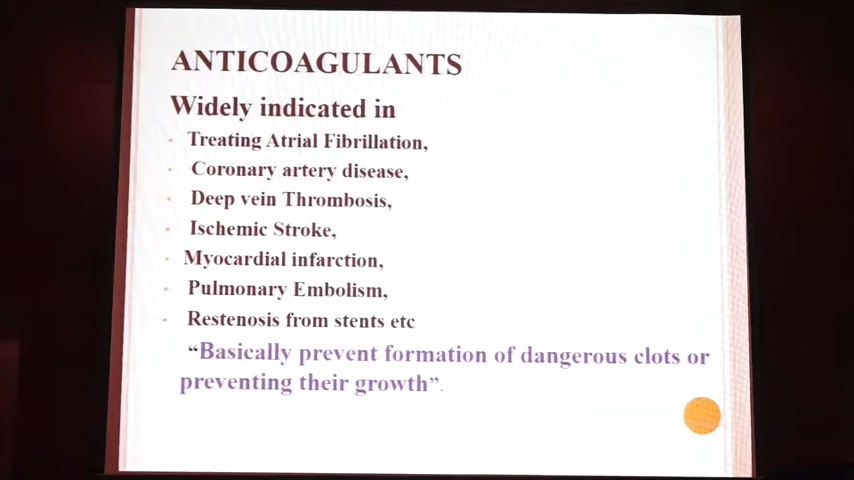 ANTICOAGULANTS
Widely indicated in
Treating Atrial Fibrillation,
Coronary artery disease,
Deep vein Thrombosis,
Ischemic Stroke,
Myocardial infarction,
Pulmonary Embolism,
Restenosis from stents etc
“Basically prevent formation of dangerous clots or
preventing their growth”.